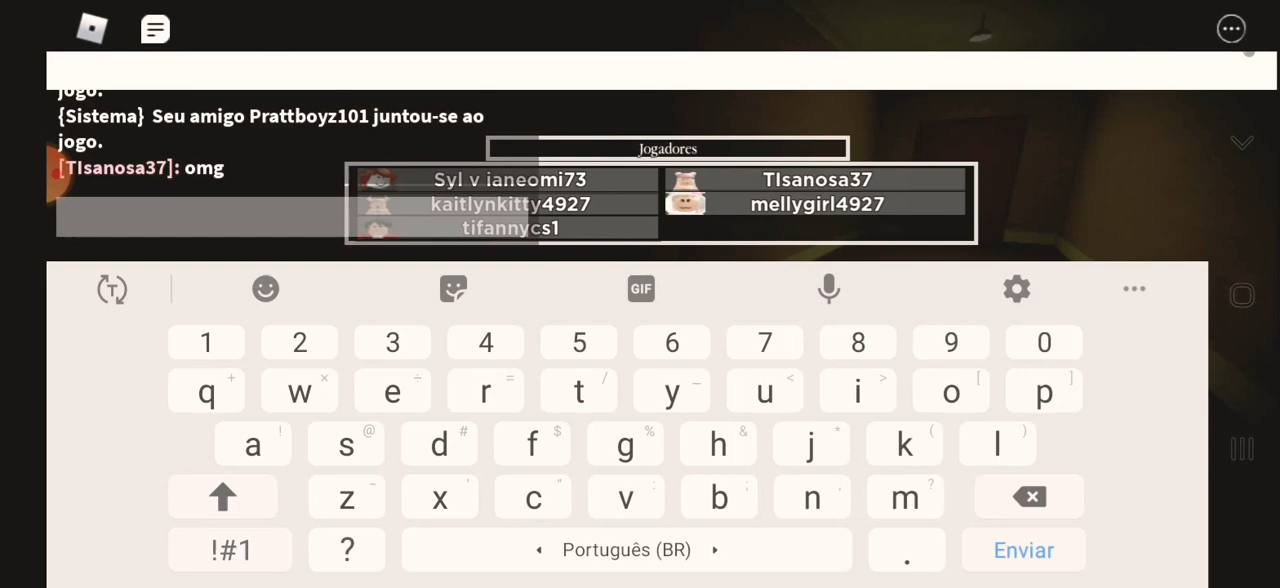 jogo.
{Sistema} Seu amigo Prattboyz101 juntou-se ao
jogo.
[TIsanosa37]: omg
Jogadores
Syl v ianeomi73
TIsanosa37
kaitlynkitty4927
mellygirl4927
tifannycs1
T
GIF
1 2 3 4 5 6 7 8 9 0
q + w × e ÷ r = t / y _ u < i > o [ p ]
a ! s @ d # f $ g % h & j * k ( l )
z - x ' c " v : b ; n , m ?
!#1 ? Português (BR) . Enviar